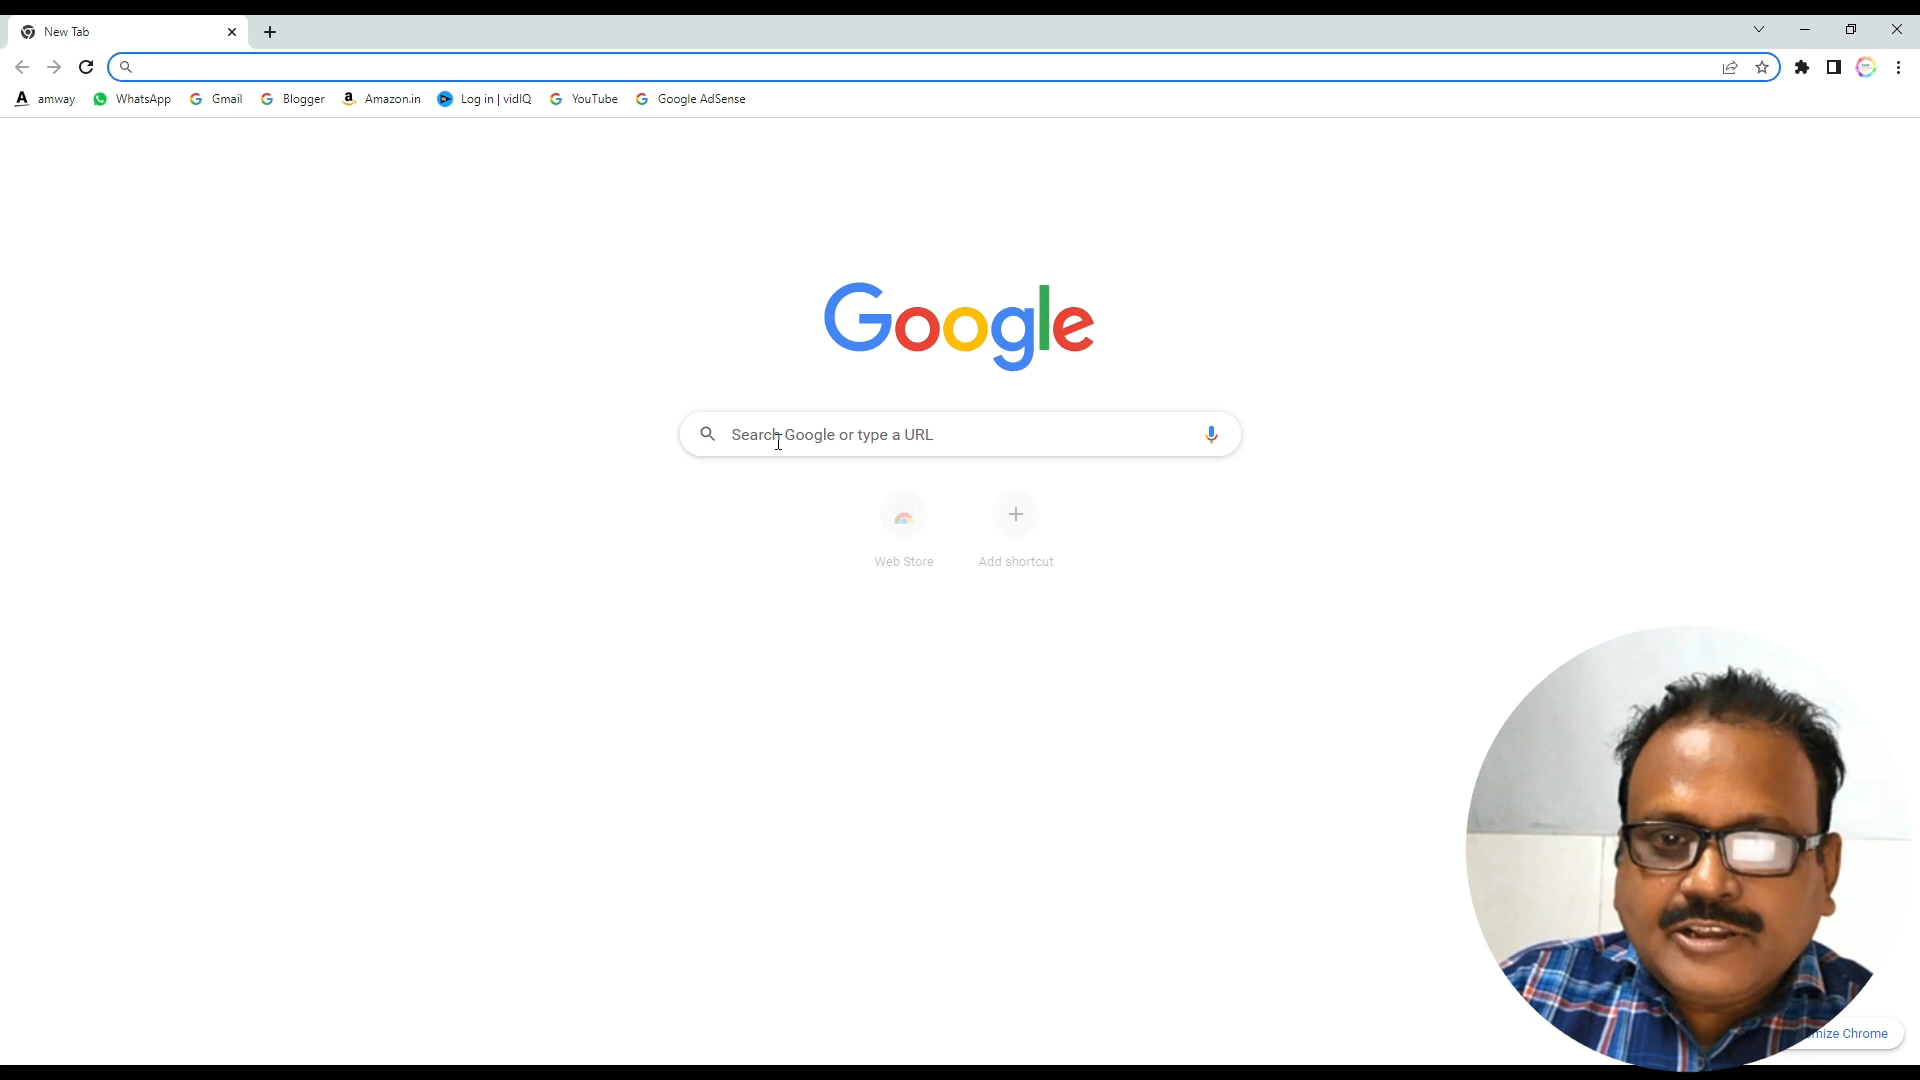 New Tab
amway WhatsApp Gmail Blogger Amazon.in Log in | vidIQ YouTube Google AdSense
Google
Search Google or type a URL
Web Store Add shortcut
mize Chrome